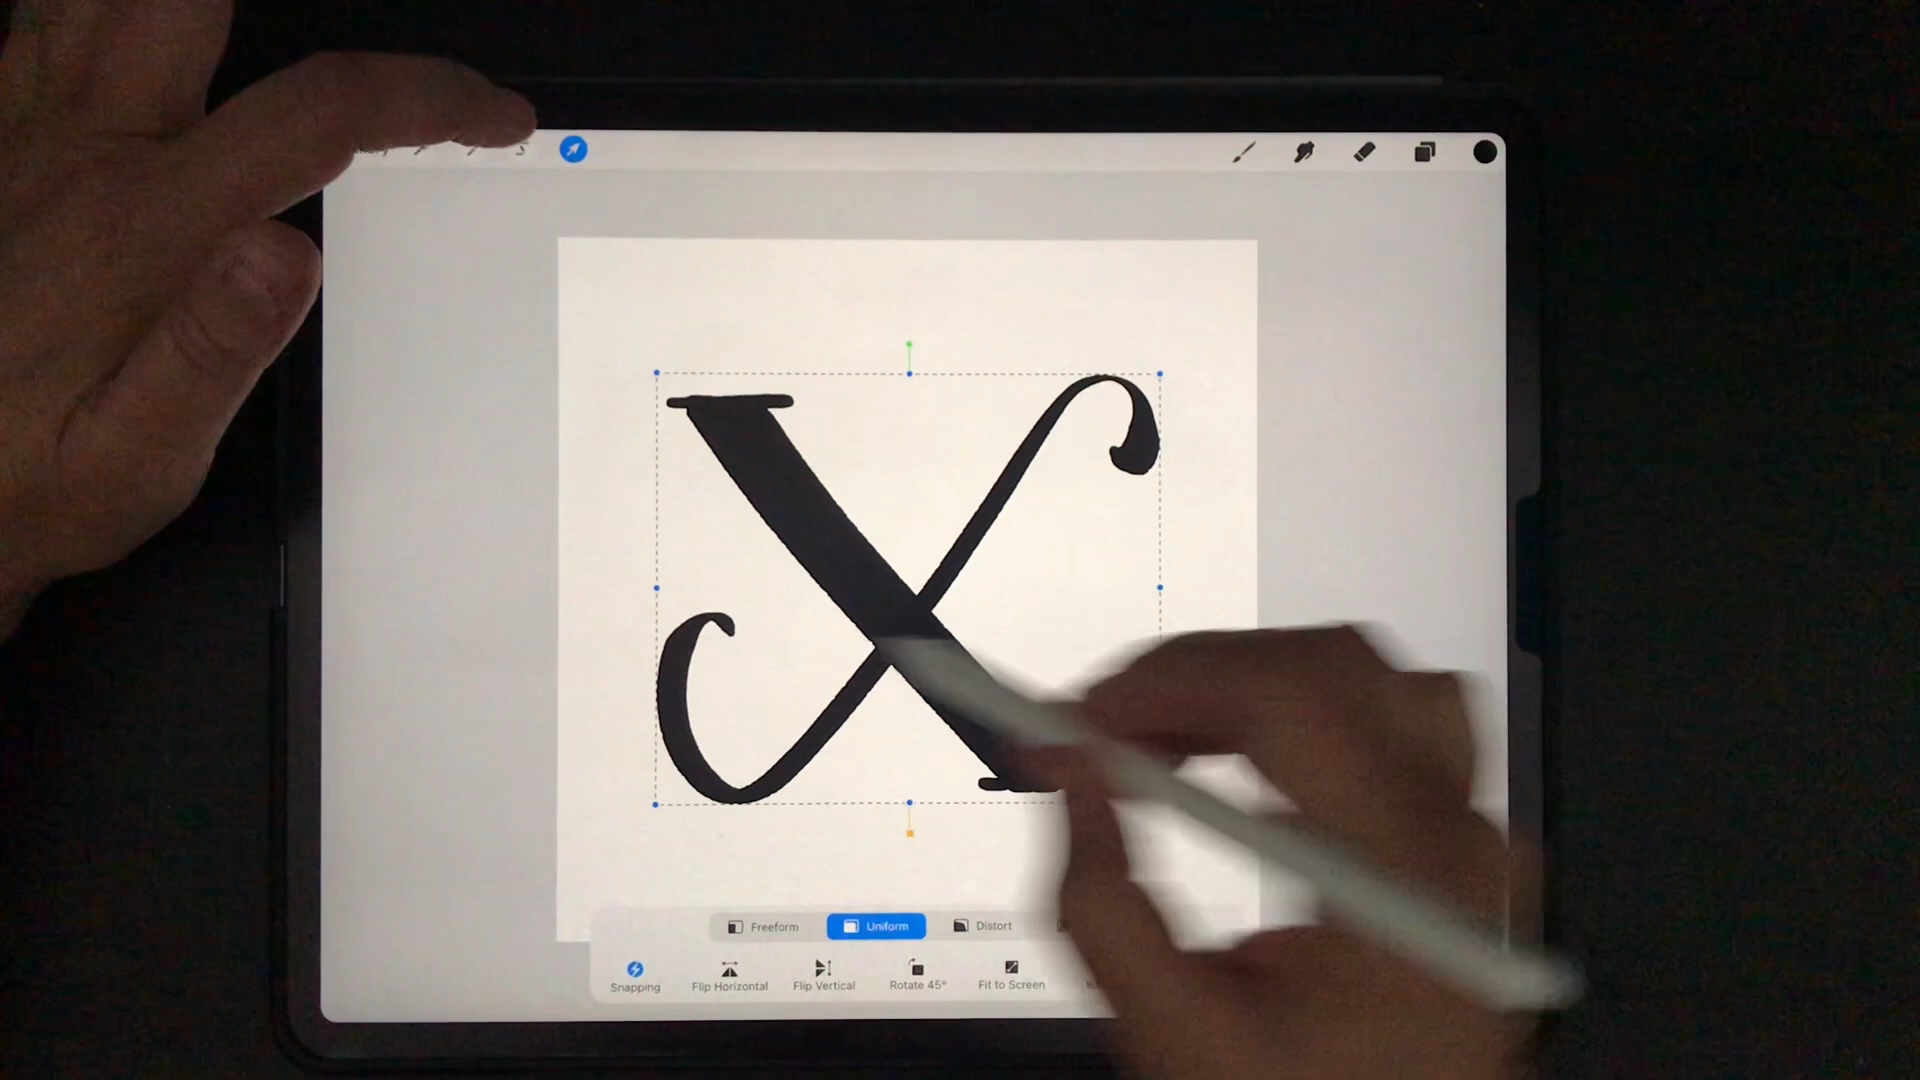 X
Freeform Uniform Distort
Snapping Flip Horizontal Flip Vertical Rotate 45° Fit to Screen